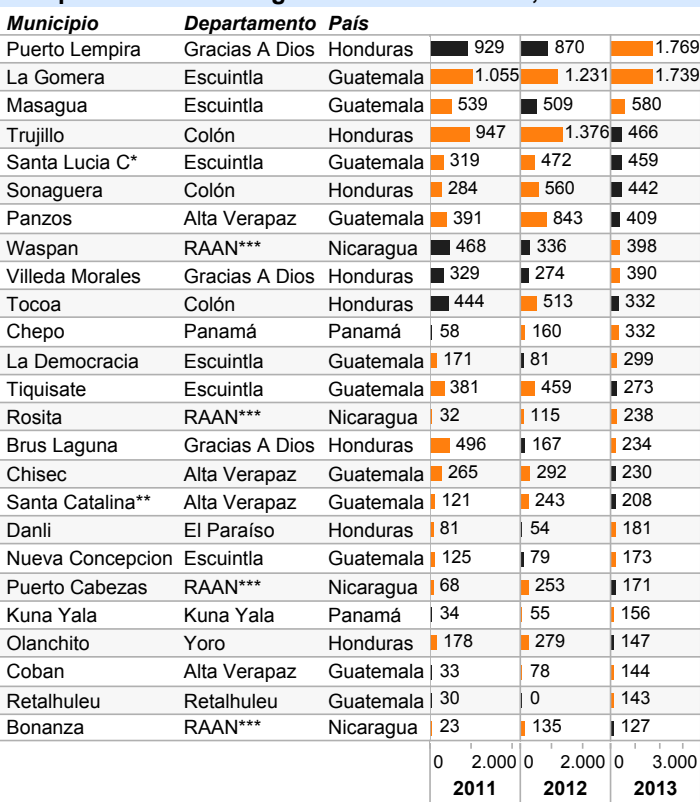 Municipio Departamento País
Puerto Lempira Gracias A Dios Honduras 929 870 1.769
La Gomera Escuintla Guatemala 1.055 1.231 1.739
Masagua Escuintla Guatemala 539 509 580
Trujillo Colón Honduras 947 1.376 466
Santa Lucia C* Escuintla Guatemala 319 472 459
Sonaguera Colón Honduras 284 560 442
Panzos Alta Verapaz Guatemala 391 843 409
Waspan RAAN*** Nicaragua 468 336 398
Villeda Morales Gracias A Dios Honduras 329 274 390
Tocoa Colón Honduras 444 513 332
Chepo Panamá Panamá 58 160 332
La Democracia Escuintla Guatemala 171 81 299
Tiquisate Escuintla Guatemala 381 459 273
Rosita RAAN*** Nicaragua 32 115 238
Brus Laguna Gracias A Dios Honduras 496 167 234
Chisec Alta Verapaz Guatemala 265 292 230
Santa Catalina** Alta Verapaz Guatemala 121 243 208
Danli El Paraíso Honduras 81 54 181
Nueva Concepcion Escuintla Guatemala 125 79 173
Puerto Cabezas RAAN*** Nicaragua 68 253 171
Kuna Yala Kuna Yala Panamá 34 55 156
Olanchito Yoro Honduras 178 279 147
Coban Alta Verapaz Guatemala 33 78 144
Retalhuleu Retalhuleu Guatemala 30 0 143
Bonanza RAAN*** Nicaragua 23 135 127
0 2.000 0 2.000 0 3.000
2011 2012 2013